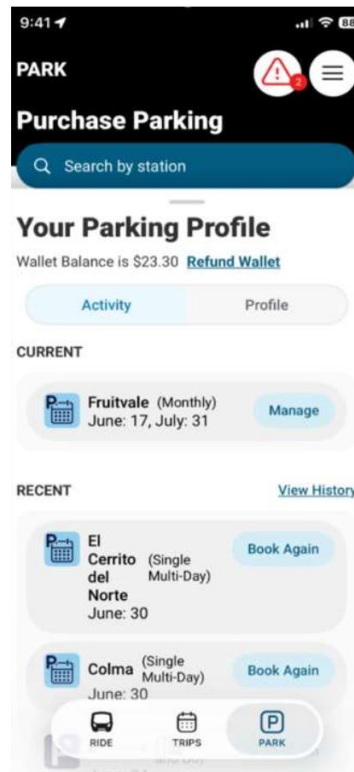 9:41
88
PARK
2
Purchase Parking
Search by station
Your Parking Profile
Wallet Balance is $23.30 Refund Wallet
Activity Profile
CURRENT
P
Fruitvale (Monthly)
June: 17, July: 31
Manage
RECENT View History
P
El
Cerrito (Single
del Multi-Day)
Norte
June: 30
Book Again
P
Colma (Single
Multi-Day)
June: 30
Book Again
RIDE TRIPS P PARK